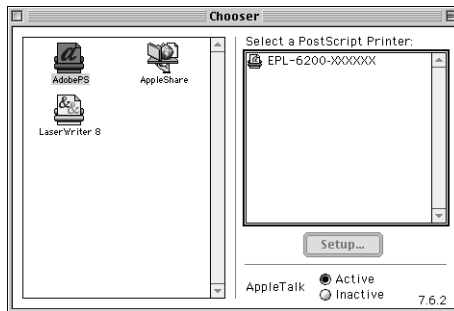 Chooser
AdobePS
AppleShare
LaserWriter 8
Select a PostScript Printer:
EPL-6200-XXXXXX
Setup...
AppleTalk
Active
Inactive
7.6.2